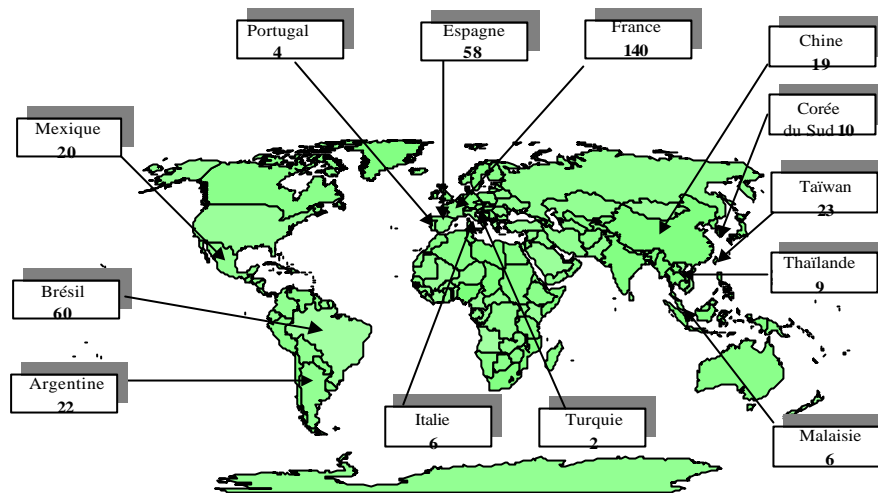 Portugal
4
Espagne
58
France
140
Chine
19
Corée
du Sud 10
Mexique
20
Taïwan
23
Thaïlande
9
Brésil
60
Argentine
22
Italie
6
Turquie
2
Malaisie
6